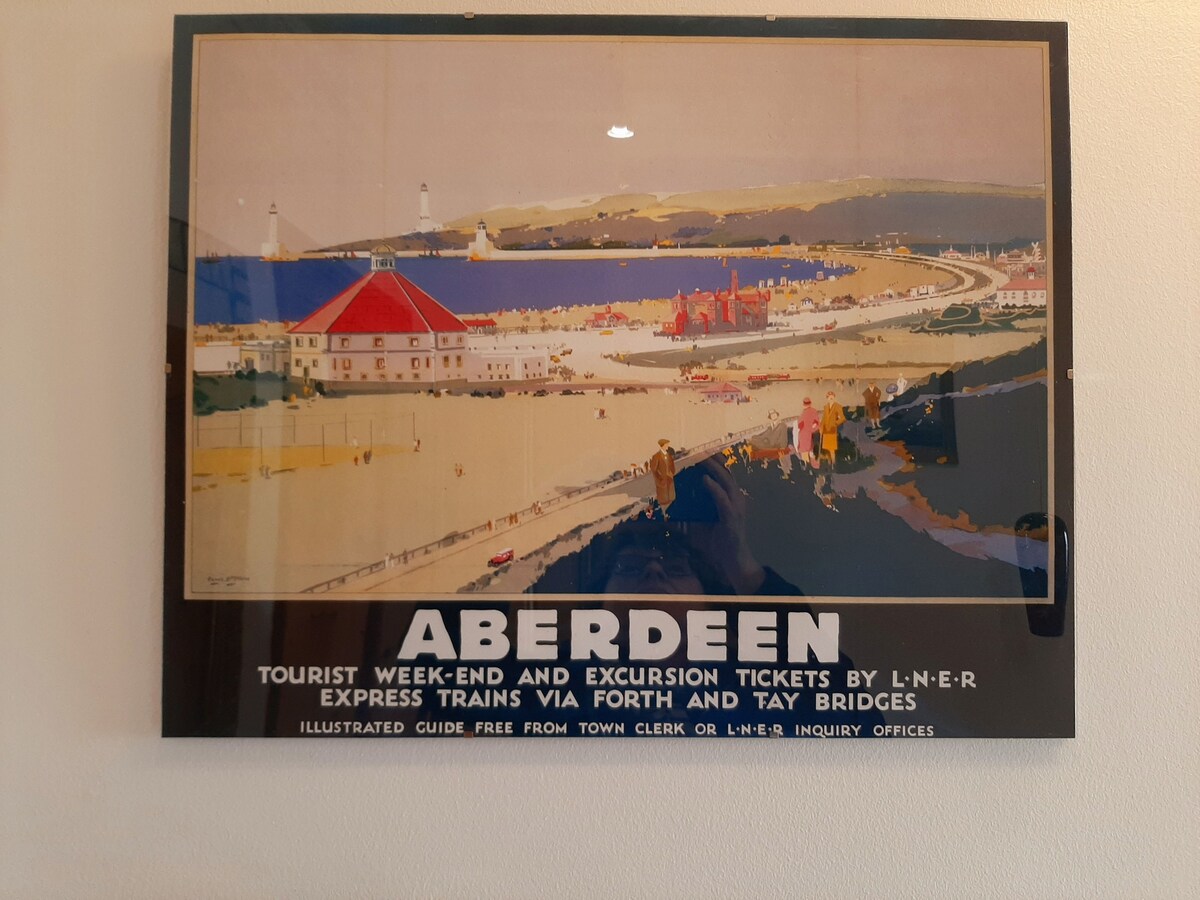 ABERDEEN
TOURIST WEEK-END AND EXCURSION TICKETS BY L·N·E·R
EXPRESS TRAINS VIA FORTH AND TAY BRIDGES
ILLUSTRATED GUIDE FREE FROM TOWN CLERK OR L·N·E·R INQUIRY OFFICES